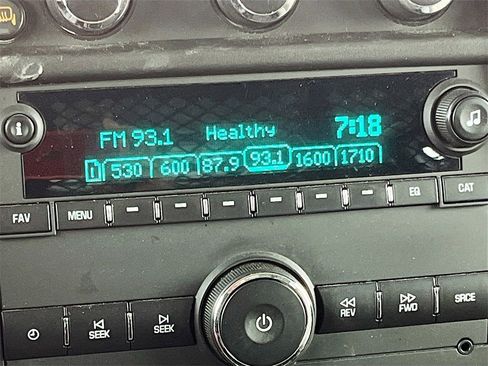 FM 93.1 Healthy 7:18
1 530 600 87.9 93.1 1600 1710
FAV MENU EQ CAT
SEEK SEEK REV FWD SRCE